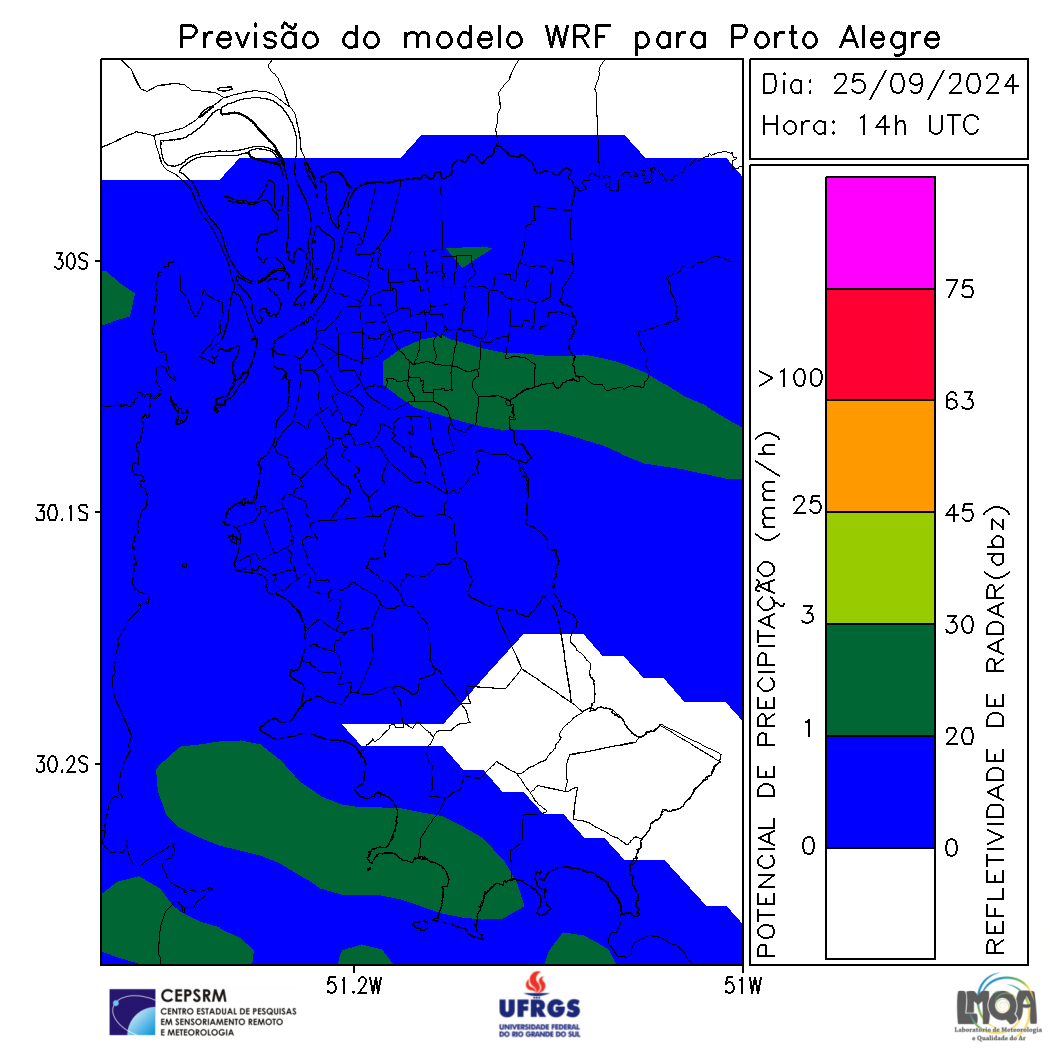 Previsão do modelo WRF para Porto Alegre
Dia: 25/09/2024
Hora: 14h UTC
30S
30.1S
30.2S
51.2W
51W
POTENCIAL DE PRECIPITAÇÃO (mm/h)
>100
25
3
1
0
75
63
45
30
20
0
REFLETIVIDADE DE RADAR(dbz)
CEPSRM
CENTRO ESTADUAL DE PESQUISAS
EM SENSORIAMENTO REMOTO
E METEOROLOGIA
UFRGS
UNIVERSIDADE FEDERAL
DO RIO GRANDE DO SUL
LMQA
Laboratório de Meteorologia
e Qualidade do Ar